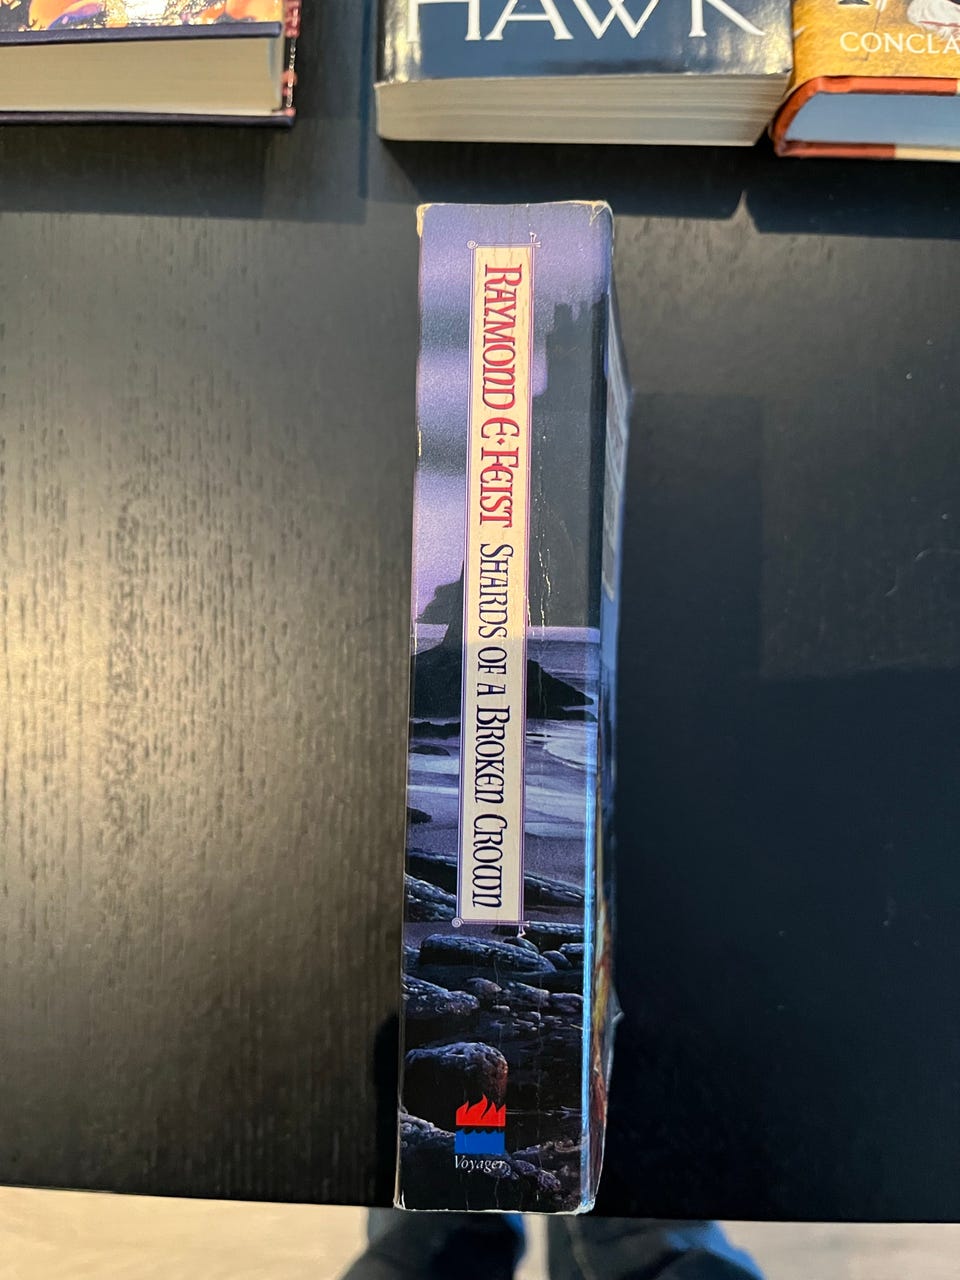 HAWK
CONCLA
RAYMOND E. FEIST SHARDS OF A BROKEN CROWN
Voyager